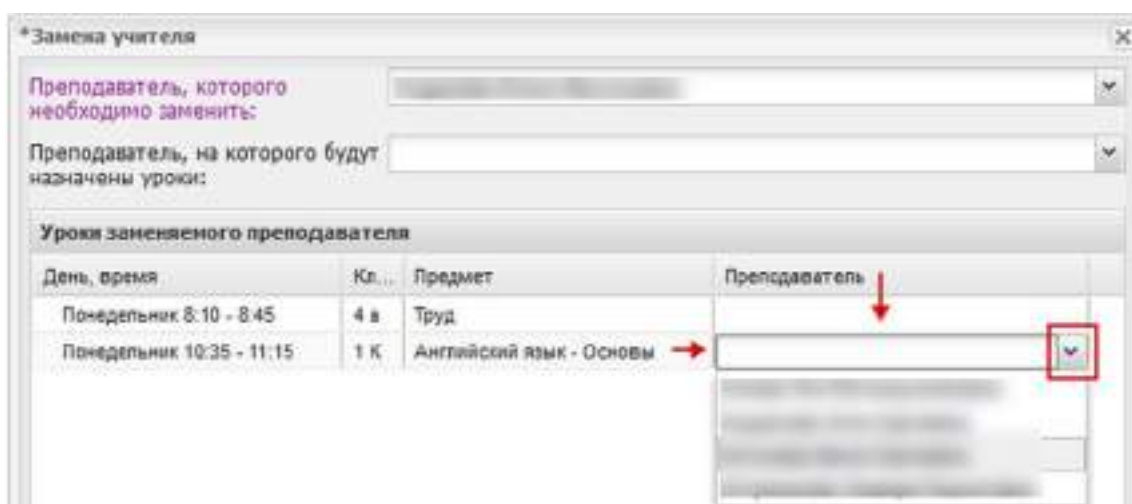 *Замена учителя
Преподаватель, которого
необходимо заменить:
Преподаватель, на которого будут
назначены уроки:
Уроки заменяемого преподавателя
День, время Кл... Предмет Преподаватель
Понедельник 8:10 - 8:45 4 в Труд
Понедельник 10:35 - 11:15 1 К Английский язык - Основы